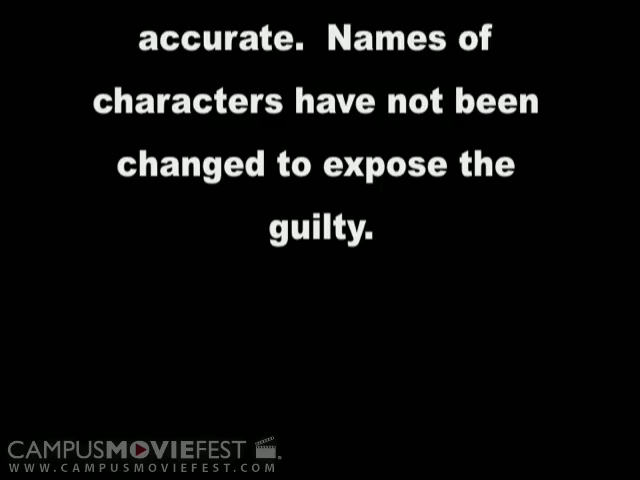 accurate.  Names of
characters have not been
changed to expose the
guilty.
CAMPUSMOVIEFEST
WWW.CAMPUSMOVIEFEST.COM